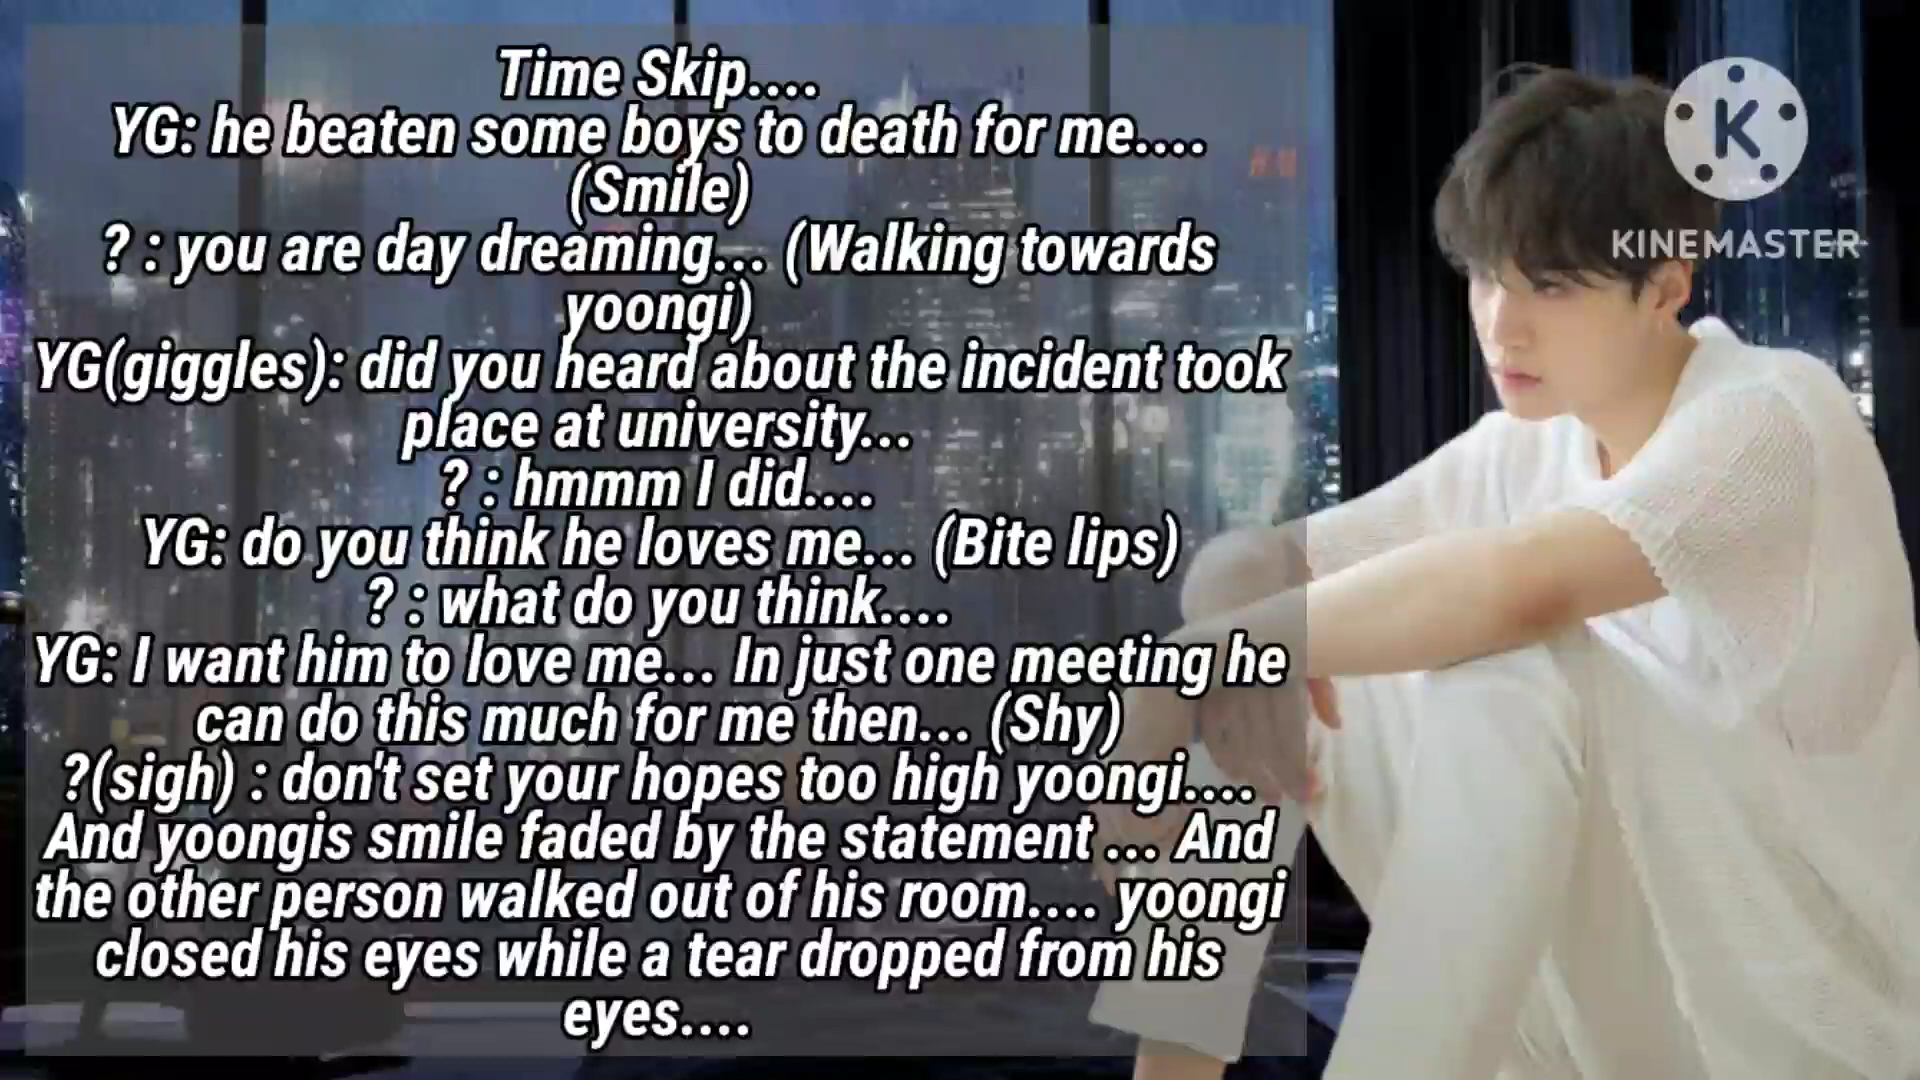 Time Skip....
YG: he beaten some boys to death for me....
(Smile)
? : you are day dreaming... (Walking towards
yoongi)
YG(giggles): did you heard about the incident took
place at university...
? : hmmm I did....
YG: do you think he loves me... (Bite lips)
? : what do you think....
YG: I want him to love me... In just one meeting he
can do this much for me then... (Shy)
?(sigh) : don't set your hopes too high yoongi....
And yoongis smile faded by the statement ... And
the other person walked out of his room.... yoongi
closed his eyes while a tear dropped from his
eyes....
K
KINEMASTER